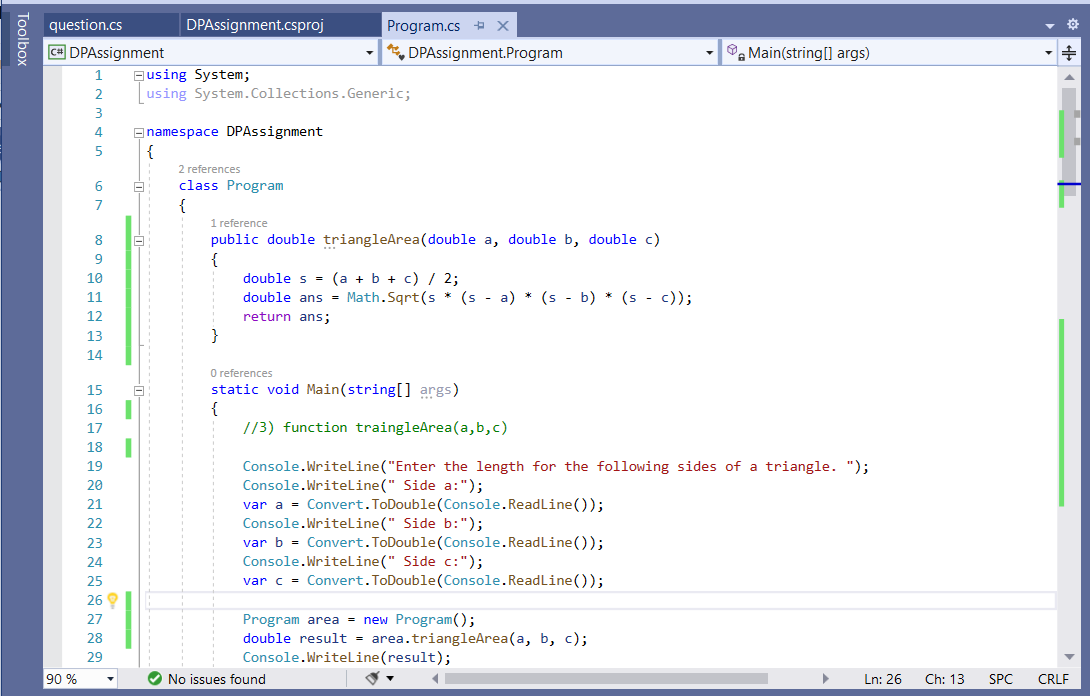 Toolbox
question.cs DPAssignment.csproj Program.cs
C# DPAssignment DPAssignment.Program Main(string[] args)
1 using System;
2 using System.Collections.Generic;
3
4 namespace DPAssignment
5 {
2 references
6 class Program
7 {
1 reference
8 public double triangleArea(double a, double b, double c)
9 {
10 double s = (a + b + c) / 2;
11 double ans = Math.Sqrt(s * (s - a) * (s - b) * (s - c));
12 return ans;
13 }
14
0 references
15 static void Main(string[] args)
16 {
17 //3) function traingleArea(a,b,c)
18
19 Console.WriteLine("Enter the length for the following sides of a triangle. ");
20 Console.WriteLine(" Side a:");
21 var a = Convert.ToDouble(Console.ReadLine());
22 Console.WriteLine(" Side b:");
23 var b = Convert.ToDouble(Console.ReadLine());
24 Console.WriteLine(" Side c:");
25 var c = Convert.ToDouble(Console.ReadLine());
26
27 Program area = new Program();
28 double result = area.triangleArea(a, b, c);
29 Console.WriteLine(result);
90 % No issues found Ln: 26 Ch: 13 SPC CRLF